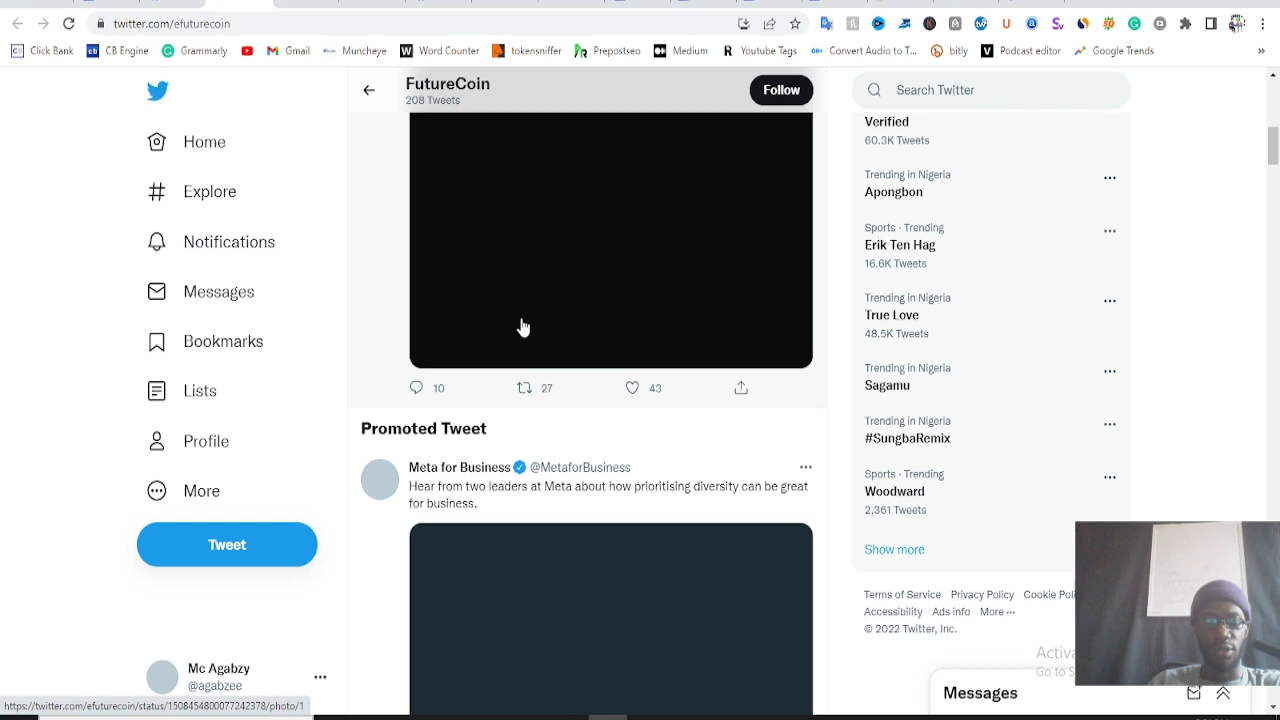 twitter.com/efuturecoin
Click Bank
CB Engine
Grammarly
Gmail
Muncheye
Word Counter
tokensniffer
Prepostseo
Medium
Youtube Tags
Convert Audio to T...
bitly
Podcast editor
Google Trends
»
FutureCoin
208 Tweets
Follow
Search Twitter
Home
Explore
Notifications
Messages
Bookmarks
Lists
Profile
More
Tweet
Mc Agabzy
@agabzee
10
27
43
Promoted Tweet
Meta for Business @MetaforBusiness
Hear from two leaders at Meta about how prioritising diversity can be great
for business.
Verified
60.3K Tweets
Trending in Nigeria
Apongbon
Sports · Trending
Erik Ten Hag
16.6K Tweets
Trending in Nigeria
True Love
48.5K Tweets
Trending in Nigeria
Sagamu
Trending in Nigeria
#SungbaRemix
Sports · Trending
Woodward
2,361 Tweets
Show more
Terms of Service Privacy Policy Cookie Poli
Accessibility Ads info More ···
© 2022 Twitter, Inc.
Activa
Go to S
Messages
https://twitter.com/efuturecoin/status/1508454800077242378/photo/1